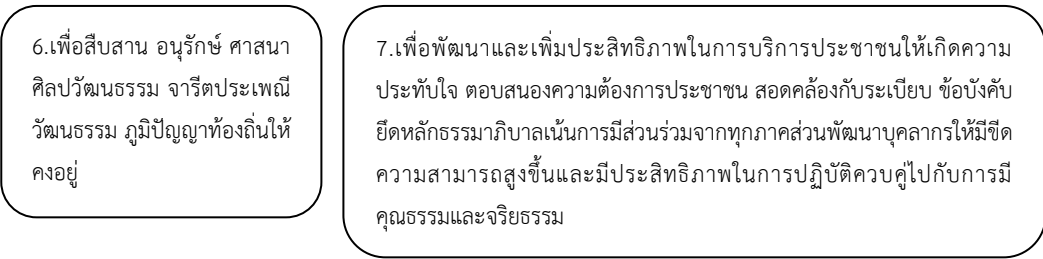 6.เพื่อสืบสาน อนุรักษ์ ศาสนา
ศิลปวัฒนธรรม จารีตประเพณี
วัฒนธรรม ภูมิปัญญาท้องถิ่นให้
คงอยู่
7.เพื่อพัฒนาและเพิ่มประสิทธิภาพในการบริการประชาชนให้เกิดความ
ประทับใจ ตอบสนองความต้องการประชาชน สอดคล้องกับระเบียบ ข้อบังคับ
ยึดหลักธรรมาภิบาลเน้นการมีส่วนร่วมจากทุกภาคส่วนพัฒนาบุคลากรให้มีขีด
ความสามารถสูงขึ้นและมีประสิทธิภาพในการปฏิบัติควบคู่ไปกับการมี
คุณธรรมและจริยธรรม